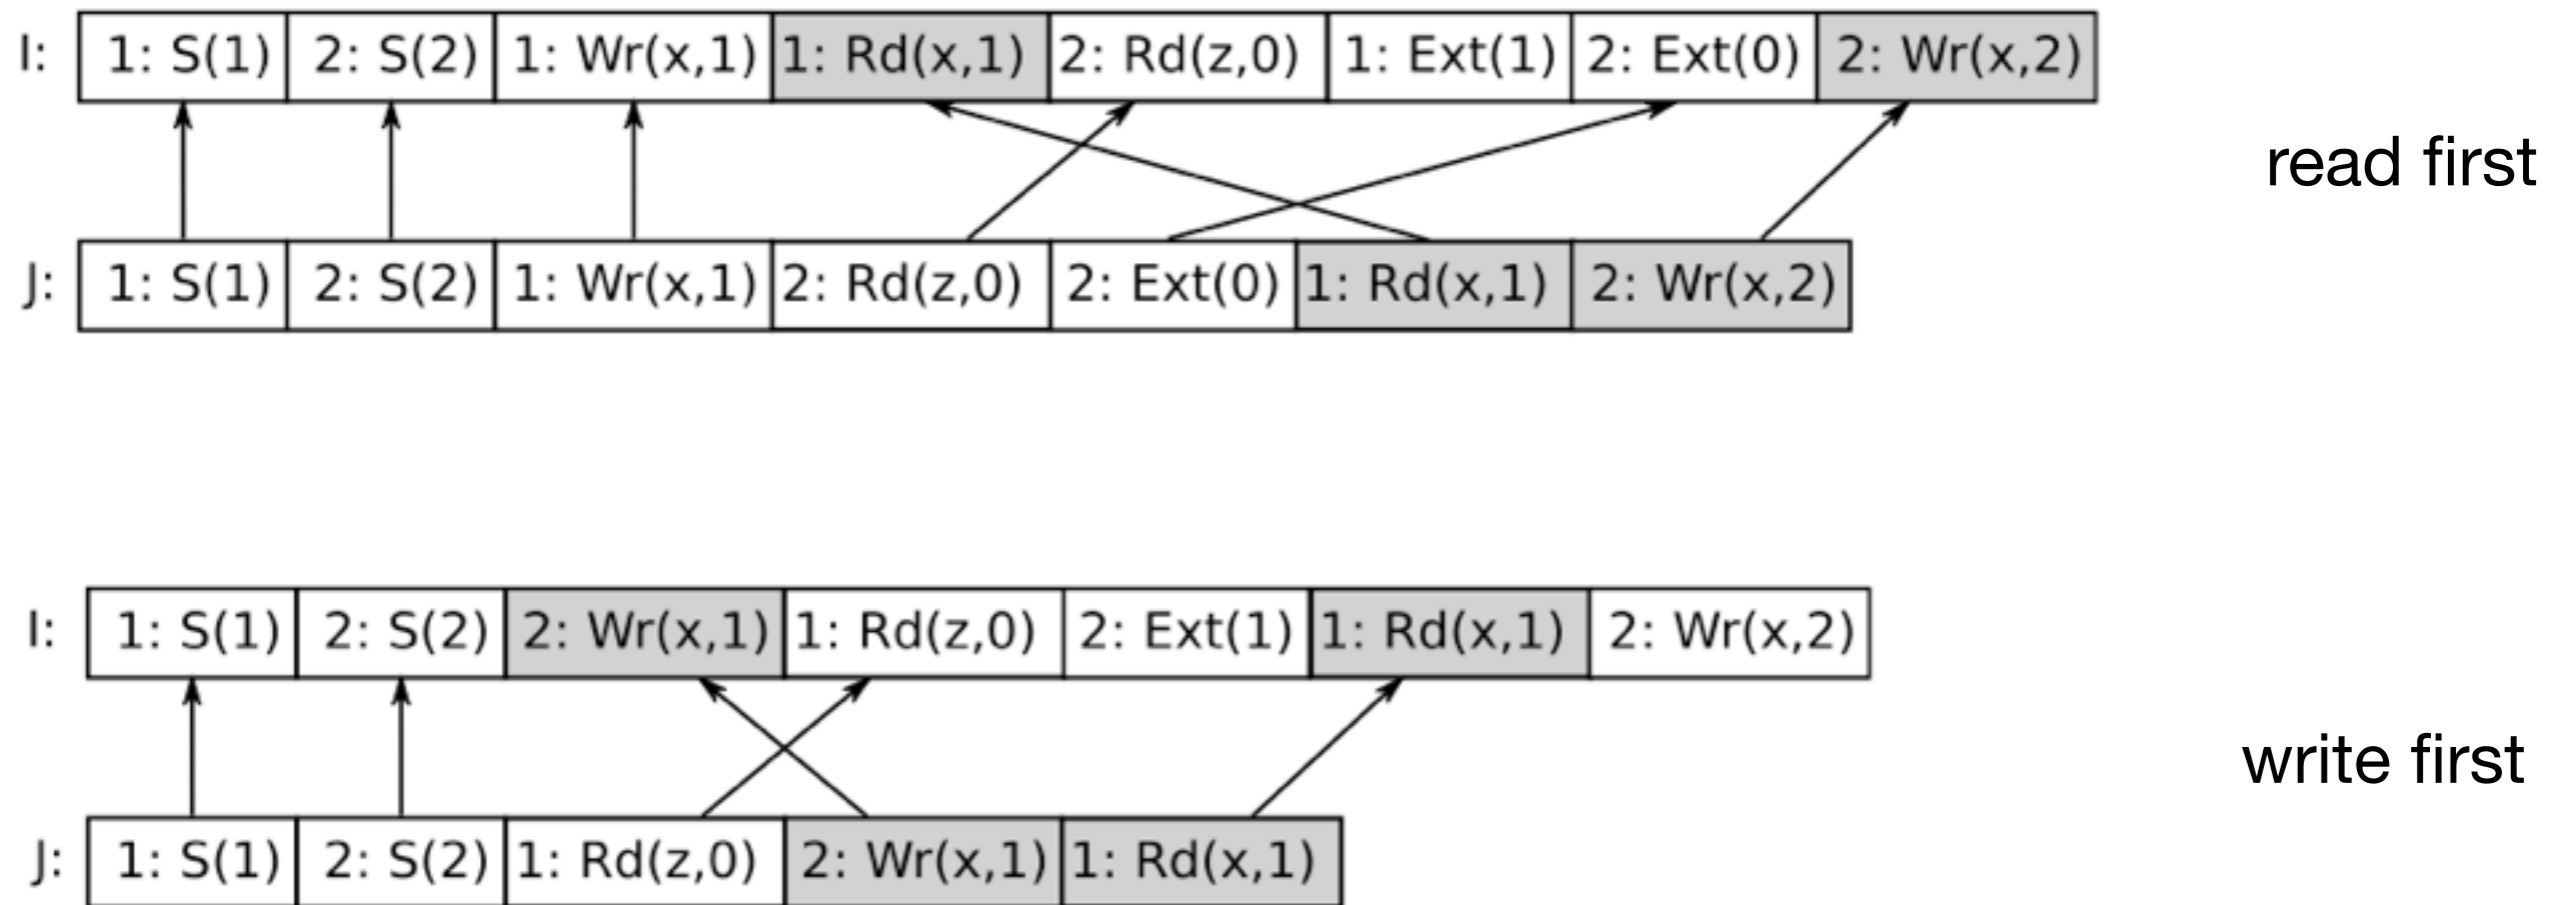 I: 1: S(1) 2: S(2) 1: Wr(x,1) 1: Rd(x,1) 2: Rd(z,0) 1: Ext(1) 2: Ext(0) 2: Wr(x,2)
read first
J: 1: S(1) 2: S(2) 1: Wr(x,1) 2: Rd(z,0) 2: Ext(0) 1: Rd(x,1) 2: Wr(x,2)
I: 1: S(1) 2: S(2) 2: Wr(x,1) 1: Rd(z,0) 2: Ext(1) 1: Rd(x,1) 2: Wr(x,2)
write first
J: 1: S(1) 2: S(2) 1: Rd(z,0) 2: Wr(x,1) 1: Rd(x,1)